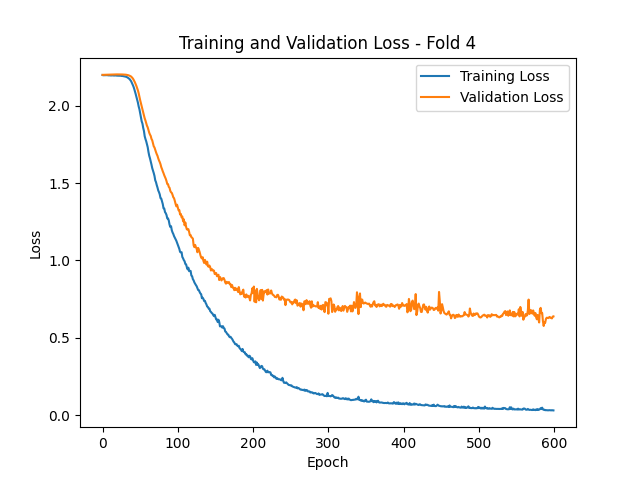 Training and Validation Loss - Fold 4
Training Loss
Validation Loss
Loss
2.0
1.5
1.0
0.5
0.0
0 100 200 300 400 500 600
Epoch